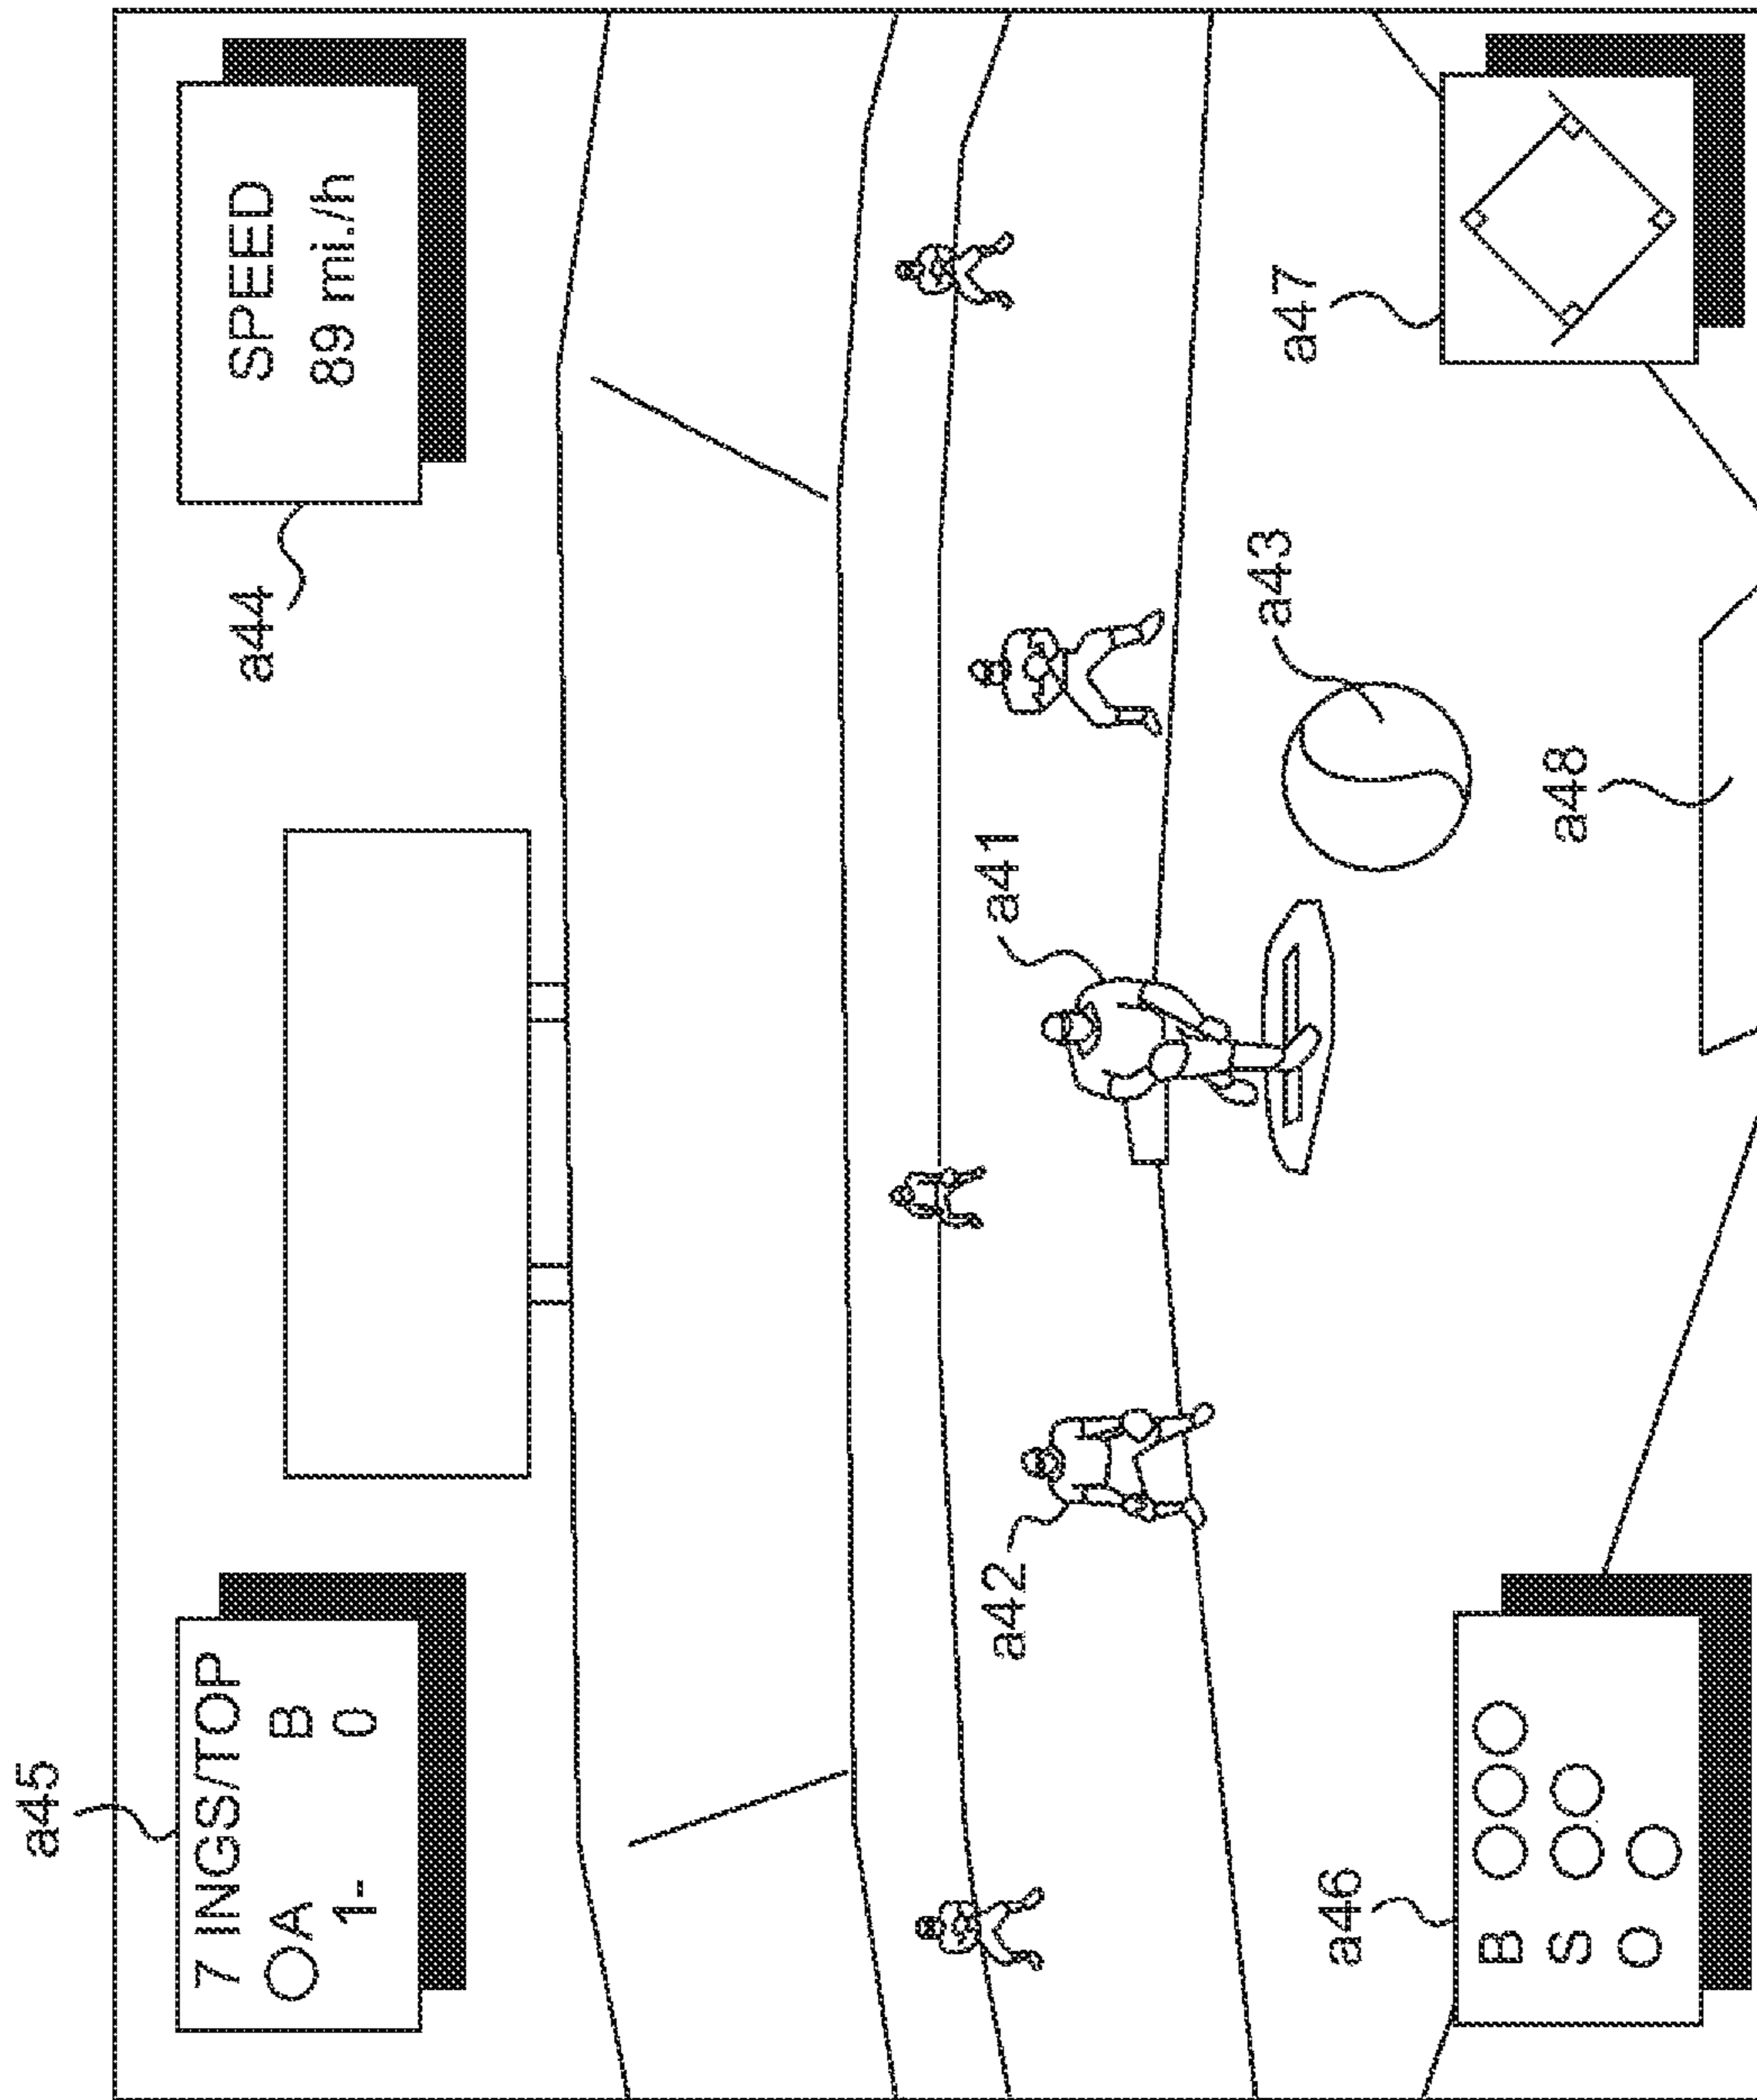 a45
7 INGS/TOP
○A B
1- 0
SPEED
89 mi./h
a44
a41
a42
a43
a46
B ○○○
S ○○
O ○
a47
a48